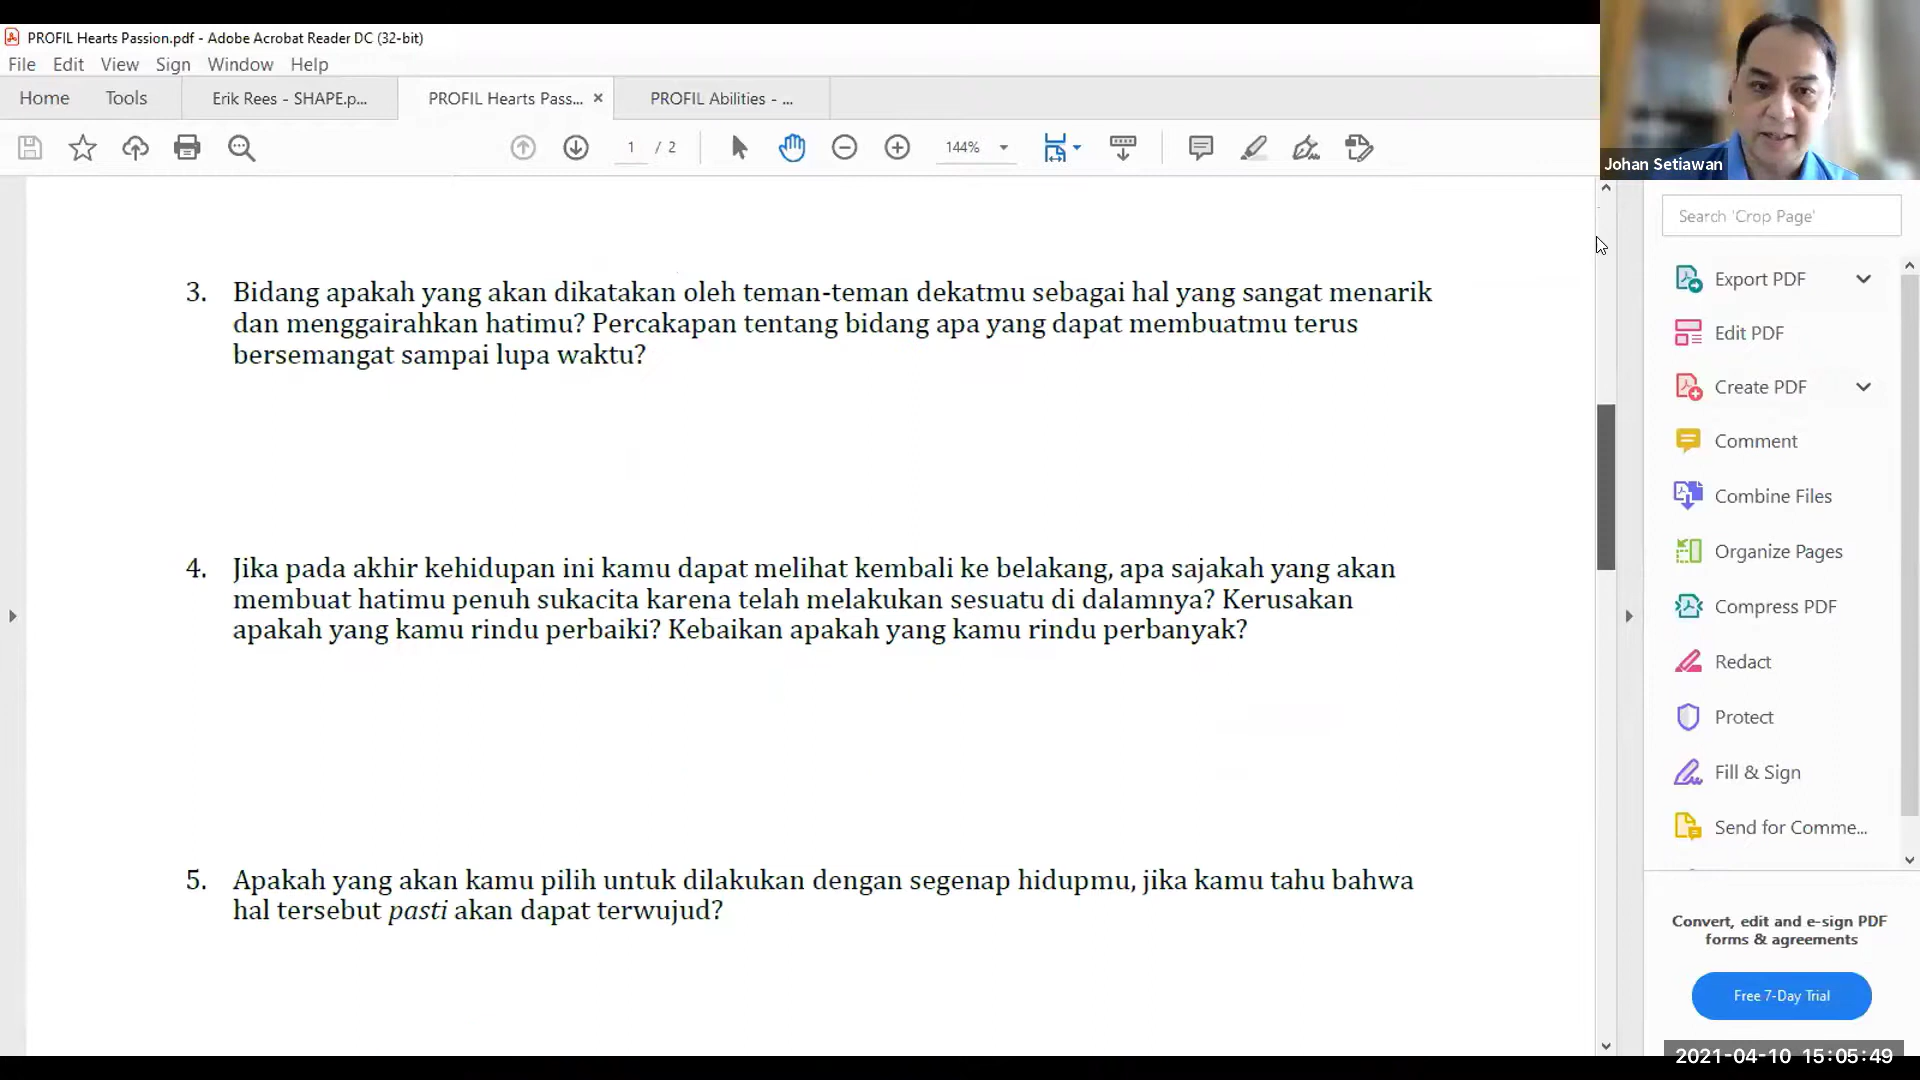 PROFIL Hearts Passion.pdf - Adobe Acrobat Reader DC (32-bit)
File Edit View Sign Window Help
Home Tools Erik Rees - SHAPE.p... PROFIL Hearts Pass... PROFIL Abilities - ...
1 / 2 144%
Johan Setiawan
Search 'Crop Page'
3. Bidang apakah yang akan dikatakan oleh teman-teman dekatmu sebagai hal yang sangat menarik
dan menggairahkan hatimu? Percakapan tentang bidang apa yang dapat membuatmu terus
bersemangat sampai lupa waktu?
4. Jika pada akhir kehidupan ini kamu dapat melihat kembali ke belakang, apa sajakah yang akan
membuat hatimu penuh sukacita karena telah melakukan sesuatu di dalamnya? Kerusakan
apakah yang kamu rindu perbaiki? Kebaikan apakah yang kamu rindu perbanyak?
5. Apakah yang akan kamu pilih untuk dilakukan dengan segenap hidupmu, jika kamu tahu bahwa
hal tersebut pasti akan dapat terwujud?
Export PDF
Edit PDF
Create PDF
Comment
Combine Files
Organize Pages
Compress PDF
Redact
Protect
Fill & Sign
Send for Comme...
Convert, edit and e-sign PDF
forms & agreements
Free 7-Day Trial
2021-04-10 15:05:49